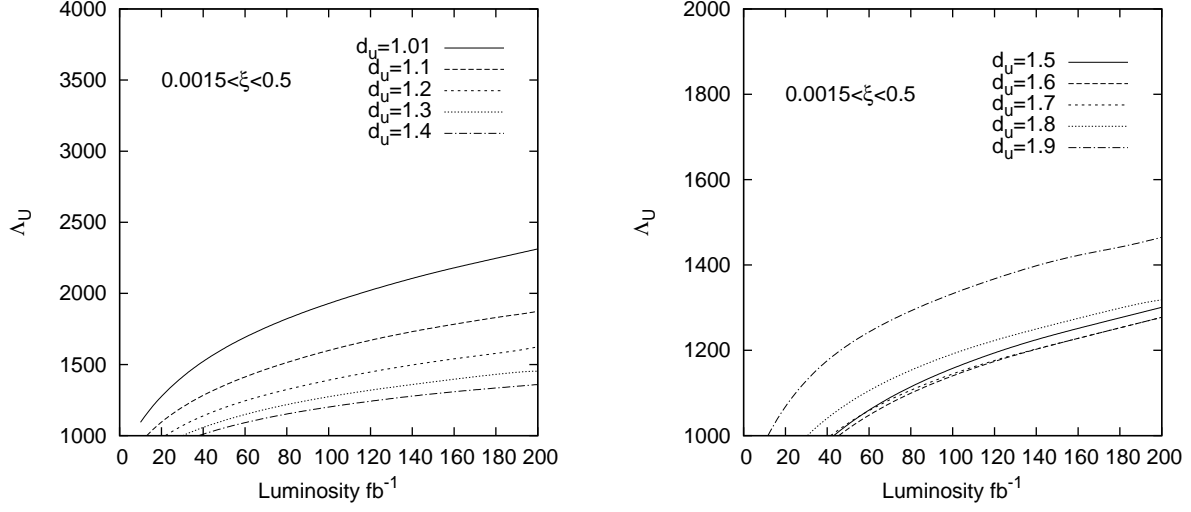 4000
3500
3000
2500
2000
1500
1000
0 20 40 60 80 100 120 140 160 180 200
Λ_U
Luminosity fb⁻¹
0.0015<ξ<0.5
d_u=1.01
d_u=1.1
d_u=1.2
d_u=1.3
d_u=1.4
2000
1800
1600
1400
1200
1000
0 20 40 60 80 100 120 140 160 180 200
Λ_U
Luminosity fb⁻¹
0.0015<ξ<0.5
d_u=1.5
d_u=1.6
d_u=1.7
d_u=1.8
d_u=1.9